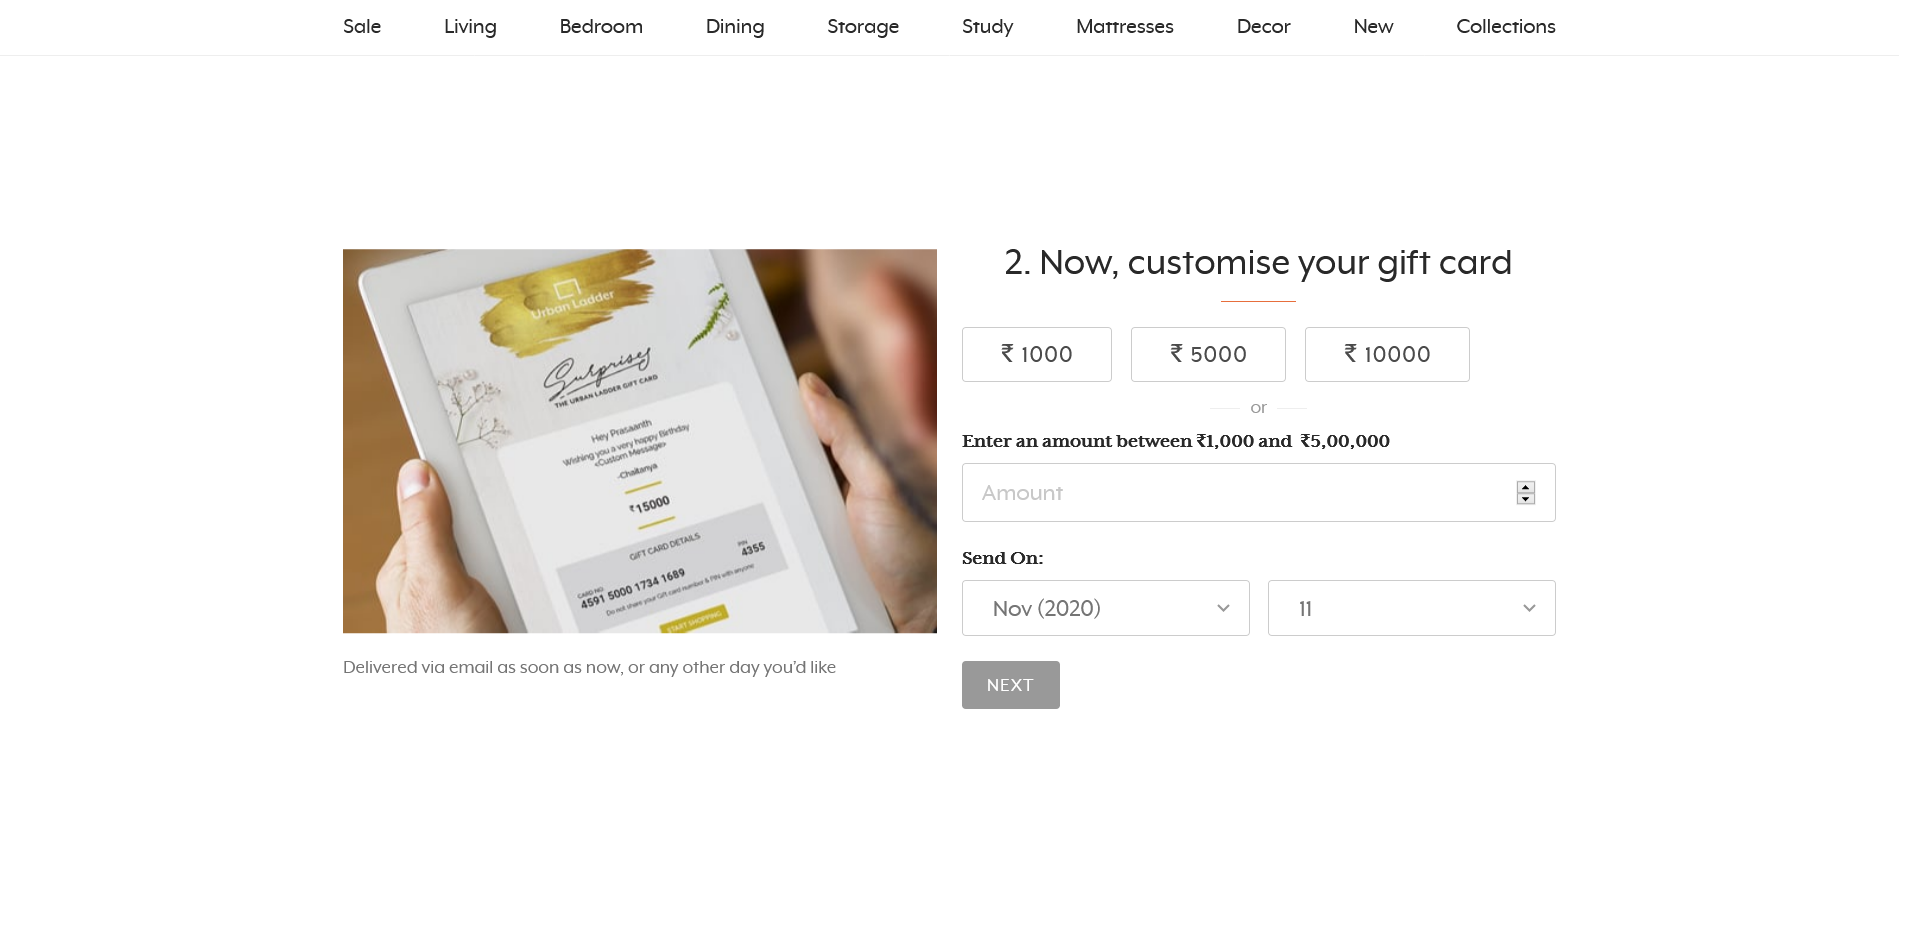 Sale Living Bedroom Dining Storage Study Mattresses Decor New Collections
Urban Ladder
Surprises
THE URBAN LADDER GIFT CARD
Hey Prasaanth
Wishing you a very happy Birthday
<Custom Message>
-Chaitanya
₹15000
GIFT CARD DETAILS
CARD NO. PIN
4591 5000 1734 1689 4355
Do not share your Gift card number & PIN with anyone
START SHOPPING
Delivered via email as soon as now, or any other day you'd like
2. Now, customise your gift card
₹ 1000 ₹ 5000 ₹ 10000
or
Enter an amount between ₹1,000 and ₹5,00,000
Amount
Send On:
Nov (2020) 11
NEXT